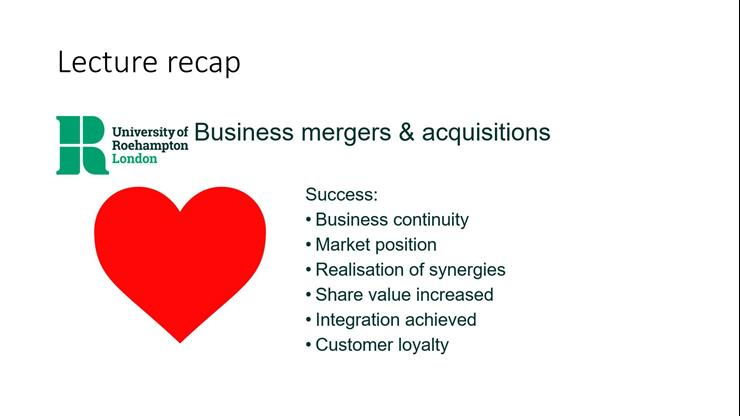 Lecture recap
University of
Roehampton
London
Business mergers & acquisitions
Success:
• Business continuity
• Market position
• Realisation of synergies
• Share value increased
• Integration achieved
• Customer loyalty